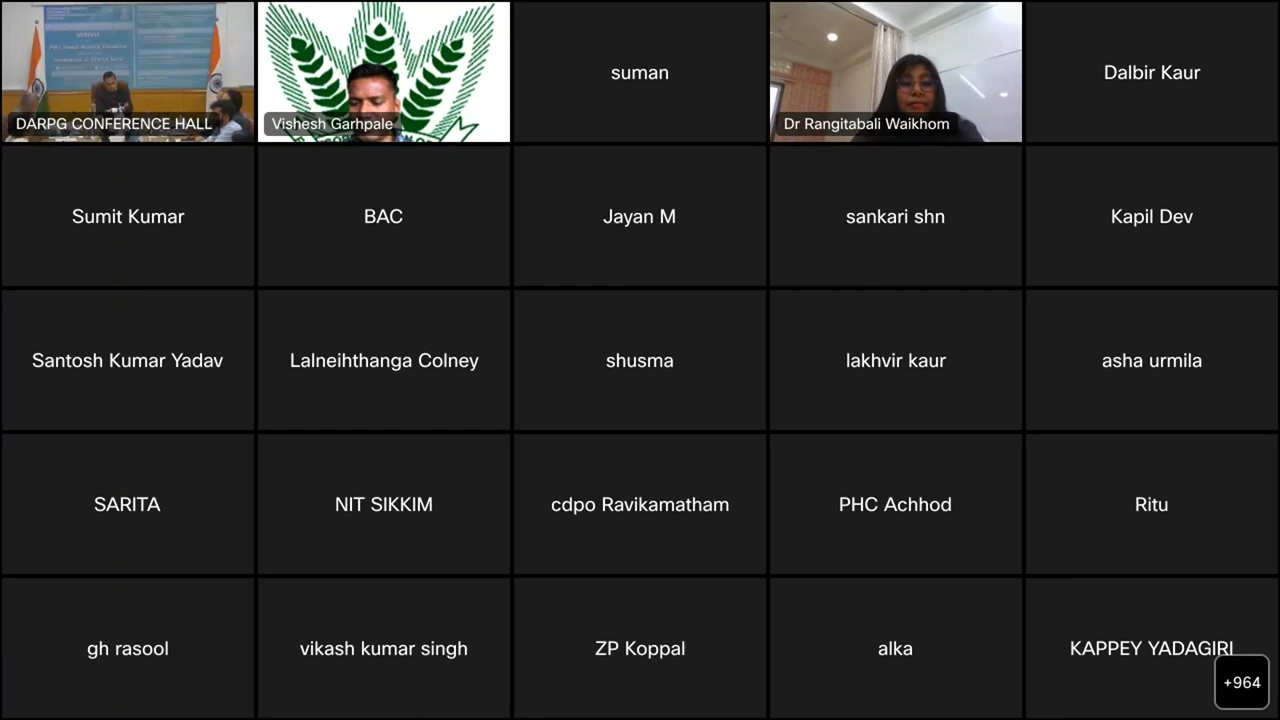 DARPG CONFERENCE HALL
Vishesh Garhpale
suman
Dr Rangitabali Waikhom
Dalbir Kaur
Sumit Kumar
BAC
Jayan M
sankari shn
Kapil Dev
Santosh Kumar Yadav
Lalneihthanga Colney
shusma
lakhvir kaur
asha urmila
SARITA
NIT SIKKIM
cdpo Ravikamatham
PHC Achhod
Ritu
gh rasool
vikash kumar singh
ZP Koppal
alka
KAPPEY YADAGIRI
+964